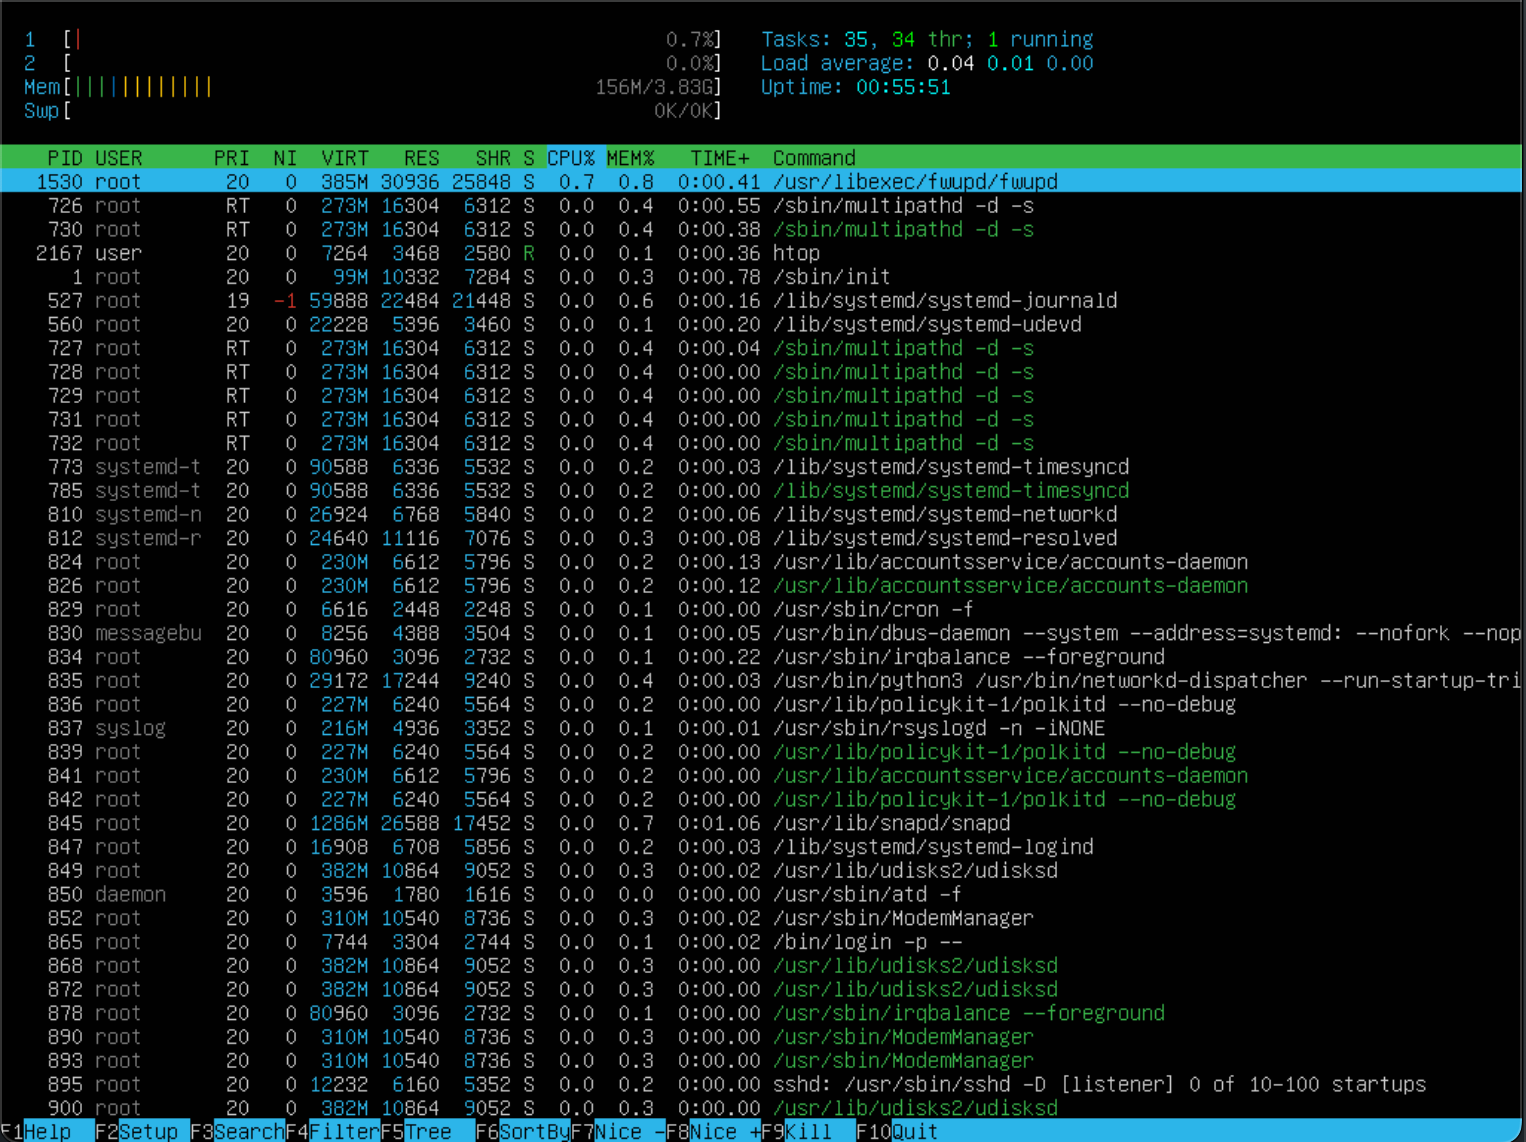 1 [| 0.7%] Tasks: 35, 34 thr; 1 running
2 [ 0.0%] Load average: 0.04 0.01 0.00
Mem[|||||||||||| 156M/3.83G] Uptime: 00:55:51
Swp[ 0K/0K]
PID USER PRI NI VIRT RES SHR S CPU% MEM% TIME+ Command
1530 root 20 0 385M 30936 25848 S 0.7 0.8 0:00.41 /usr/libexec/fwupd/fwupd
726 root RT 0 273M 16304 6312 S 0.0 0.4 0:00.55 /sbin/multipathd -d -s
730 root RT 0 273M 16304 6312 S 0.0 0.4 0:00.38 /sbin/multipathd -d -s
2167 user 20 0 7264 3468 2580 R 0.0 0.1 0:00.36 htop
1 root 20 0 99M 10332 7284 S 0.0 0.3 0:00.78 /sbin/init
527 root 19 -1 59888 22484 21448 S 0.0 0.6 0:00.16 /lib/systemd/systemd-journald
560 root 20 0 22228 5396 3460 S 0.0 0.1 0:00.20 /lib/systemd/systemd-udevd
727 root RT 0 273M 16304 6312 S 0.0 0.4 0:00.04 /sbin/multipathd -d -s
728 root RT 0 273M 16304 6312 S 0.0 0.4 0:00.00 /sbin/multipathd -d -s
729 root RT 0 273M 16304 6312 S 0.0 0.4 0:00.00 /sbin/multipathd -d -s
731 root RT 0 273M 16304 6312 S 0.0 0.4 0:00.00 /sbin/multipathd -d -s
732 root RT 0 273M 16304 6312 S 0.0 0.4 0:00.00 /sbin/multipathd -d -s
773 systemd-t 20 0 90588 6336 5532 S 0.0 0.2 0:00.03 /lib/systemd/systemd-timesyncd
785 systemd-t 20 0 90588 6336 5532 S 0.0 0.2 0:00.00 /lib/systemd/systemd-timesyncd
810 systemd-n 20 0 26924 6768 5840 S 0.0 0.2 0:00.06 /lib/systemd/systemd-networkd
812 systemd-r 20 0 24640 11116 7076 S 0.0 0.3 0:00.08 /lib/systemd/systemd-resolved
824 root 20 0 230M 6612 5796 S 0.0 0.2 0:00.13 /usr/lib/accountsservice/accounts-daemon
826 root 20 0 230M 6612 5796 S 0.0 0.2 0:00.12 /usr/lib/accountsservice/accounts-daemon
829 root 20 0 6616 2448 2248 S 0.0 0.1 0:00.00 /usr/sbin/cron -f
830 messagebu 20 0 8256 4388 3504 S 0.0 0.1 0:00.05 /usr/bin/dbus-daemon --system --address=systemd: --nofork --nop
834 root 20 0 80960 3096 2732 S 0.0 0.1 0:00.22 /usr/sbin/irqbalance --foreground
835 root 20 0 29172 17244 9240 S 0.0 0.4 0:00.03 /usr/bin/python3 /usr/bin/networkd-dispatcher --run-startup-tri
836 root 20 0 227M 6240 5564 S 0.0 0.2 0:00.00 /usr/lib/policykit-1/polkitd --no-debug
837 syslog 20 0 216M 4936 3352 S 0.0 0.1 0:00.01 /usr/sbin/rsyslogd -n -iNONE
839 root 20 0 227M 6240 5564 S 0.0 0.2 0:00.00 /usr/lib/policykit-1/polkitd --no-debug
841 root 20 0 230M 6612 5796 S 0.0 0.2 0:00.00 /usr/lib/accountsservice/accounts-daemon
842 root 20 0 227M 6240 5564 S 0.0 0.2 0:00.00 /usr/lib/policykit-1/polkitd --no-debug
845 root 20 0 1286M 26588 17452 S 0.0 0.7 0:01.06 /usr/lib/snapd/snapd
847 root 20 0 16908 6708 5856 S 0.0 0.2 0:00.03 /lib/systemd/systemd-logind
849 root 20 0 382M 10864 9052 S 0.0 0.3 0:00.02 /usr/lib/udisks2/udisksd
850 daemon 20 0 3596 1780 1616 S 0.0 0.0 0:00.00 /usr/sbin/atd -f
852 root 20 0 310M 10540 8736 S 0.0 0.3 0:00.02 /usr/sbin/ModemManager
865 root 20 0 7744 3304 2744 S 0.0 0.1 0:00.02 /bin/login -p --
868 root 20 0 382M 10864 9052 S 0.0 0.3 0:00.00 /usr/lib/udisks2/udisksd
872 root 20 0 382M 10864 9052 S 0.0 0.3 0:00.00 /usr/lib/udisks2/udisksd
878 root 20 0 80960 3096 2732 S 0.0 0.1 0:00.00 /usr/sbin/irqbalance --foreground
890 root 20 0 310M 10540 8736 S 0.0 0.3 0:00.00 /usr/sbin/ModemManager
893 root 20 0 310M 10540 8736 S 0.0 0.3 0:00.00 /usr/sbin/ModemManager
895 root 20 0 12232 6160 5352 S 0.0 0.2 0:00.00 sshd: /usr/sbin/sshd -D [listener] 0 of 10-100 startups
900 root 20 0 382M 10864 9052 S 0.0 0.3 0:00.00 /usr/lib/udisks2/udisksd
F1Help F2Setup F3SearchF4FilterF5Tree F6SortByF7Nice -F8Nice +F9Kill F10Quit